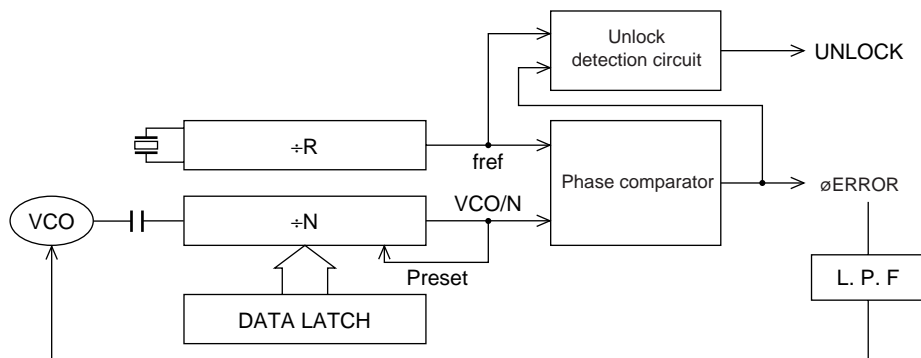 Unlock
detection circuit
UNLOCK
÷R
fref
Phase comparator
øERROR
VCO
÷N
VCO/N
Preset
L. P. F
DATA LATCH